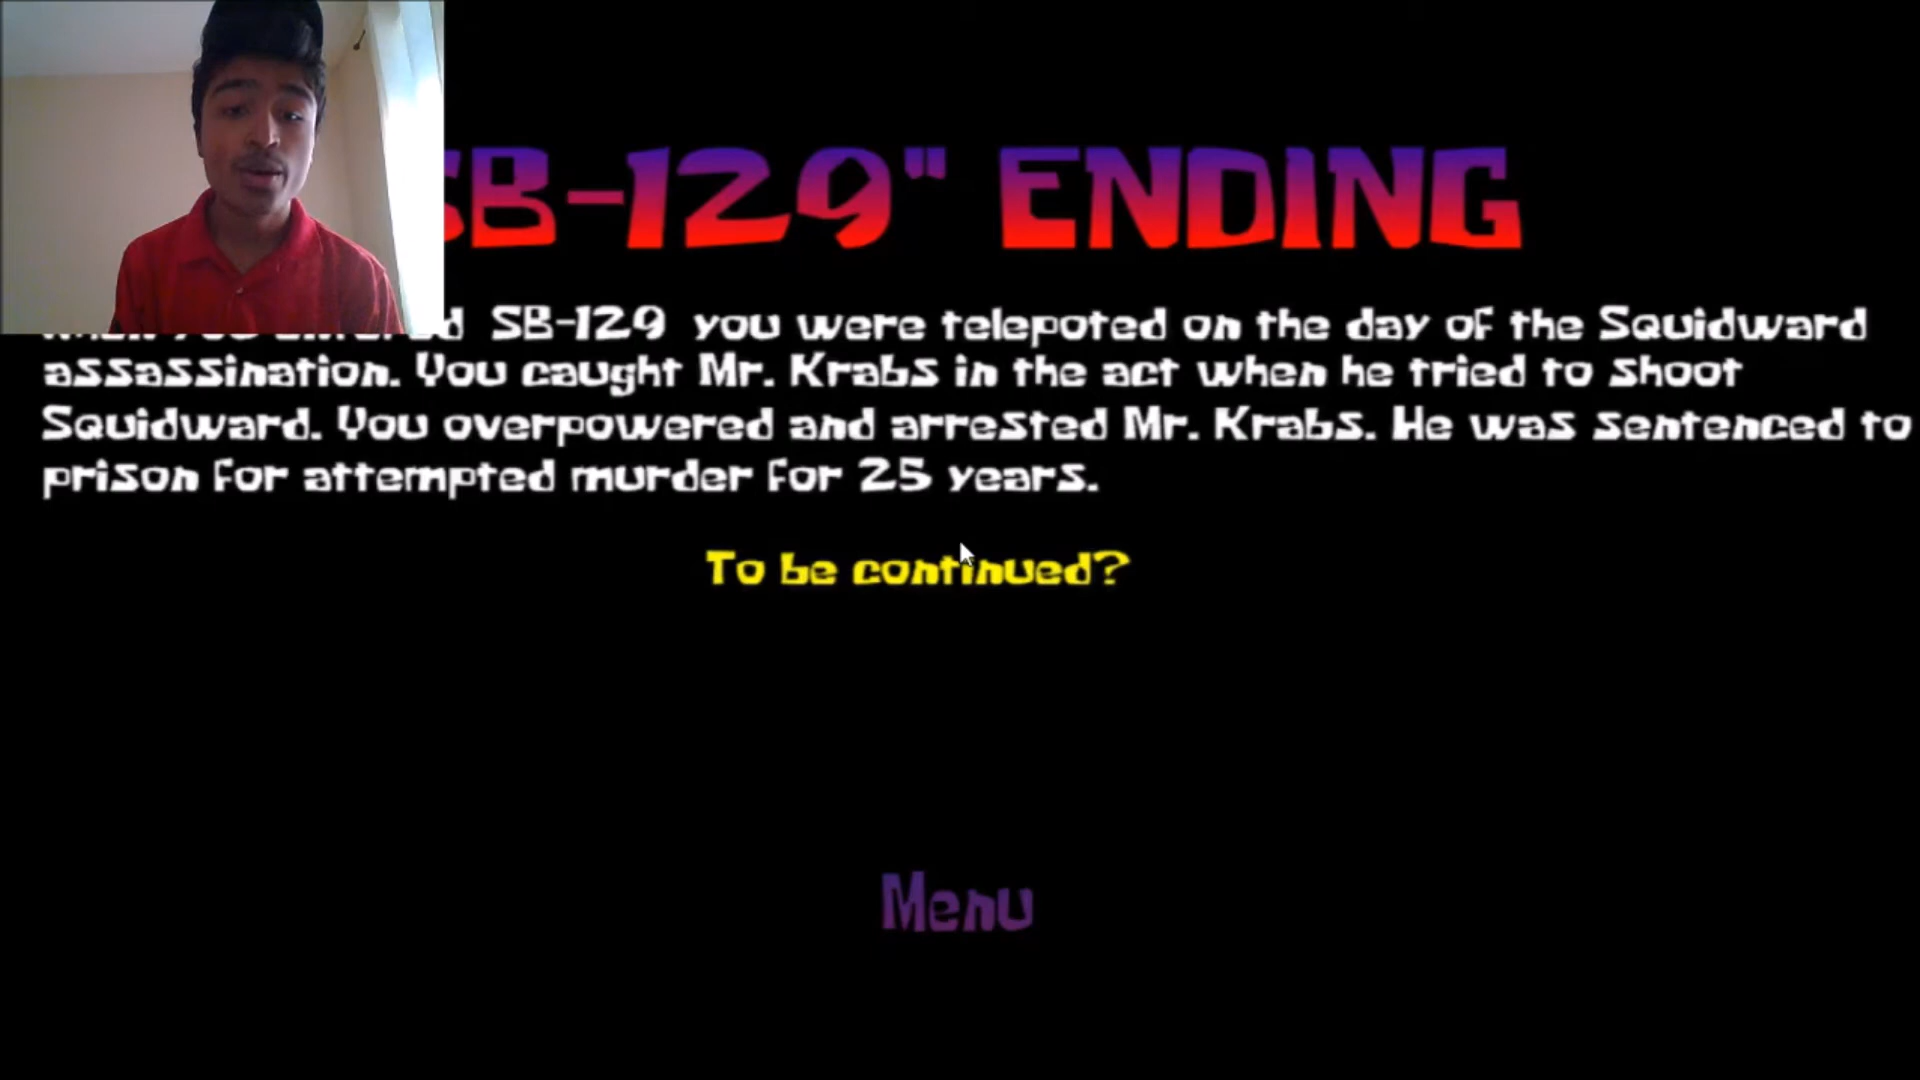 SB-129" ENDING
SB-129 you were telepoted on the day of the Squidward
assassination. You caught Mr. Krabs in the act when he tried to shoot
Squidward. You overpowered and arrested Mr. Krabs. He was sentenced to
prison for attempted murder for 25 years.
To be continued?
Menu